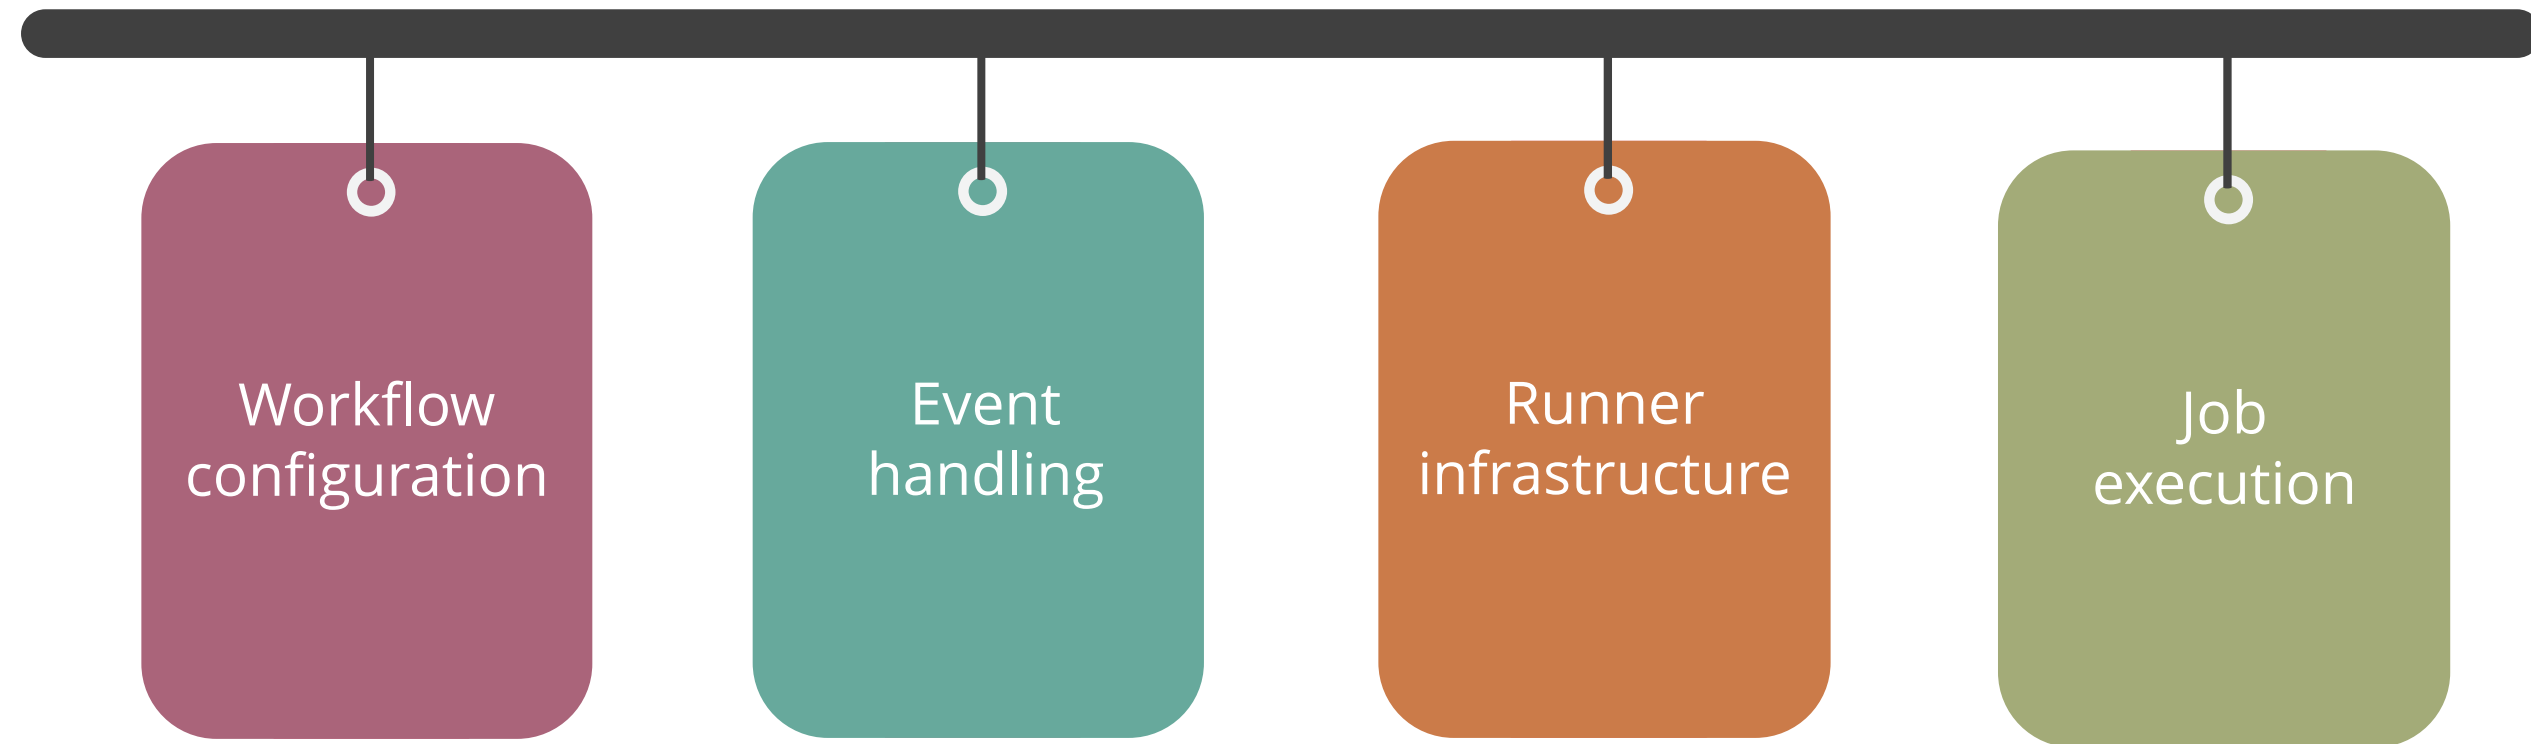 Workflow
configuration
Event
handling
Runner
infrastructure
Job
execution